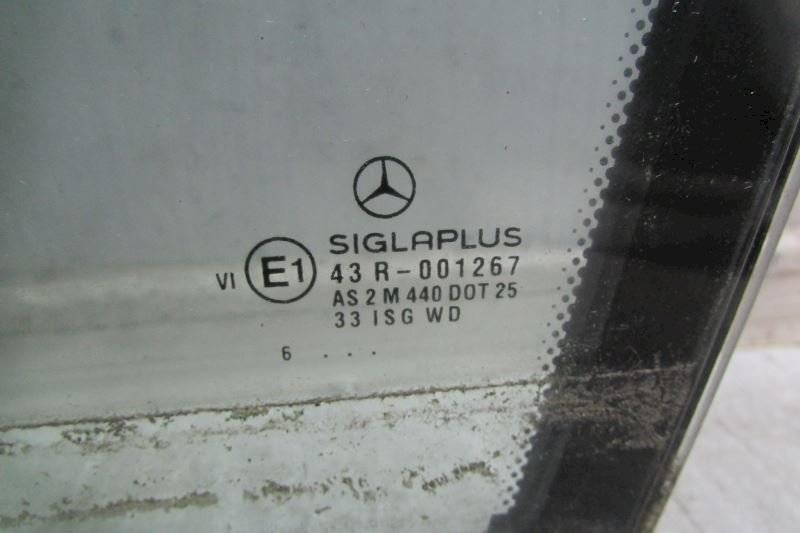 SIGLAPLUS
VI E1 43 R-001267
AS 2 M 440 DOT 25
33 ISG WD
6 . . .